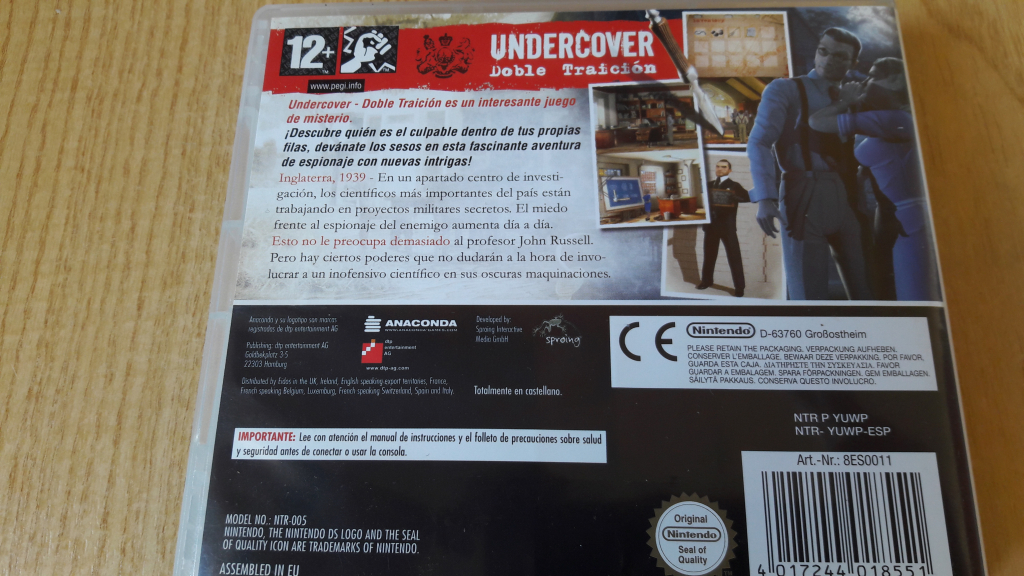 12+™
™
www.pegi.info
UNDERCOVER
Doble Traición
Undercover - Doble Traición es un interesante juego
de misterio.
¡Descubre quién es el culpable dentro de tus propias
filas, devánate los sesos en esta fascinante aventura
de espionaje con nuevas intrigas!
Inglaterra, 1939 - En un apartado centro de investi-
gación, los científicos más importantes del país están
trabajando en proyectos militares secretos. El miedo
frente al espionaje del enemigo aumenta día a día.
Esto no le preocupa demasiado al profesor John Russell.
Pero hay ciertos poderes que no dudarán a la hora de invo-
lucrar a un inofensivo científico en sus oscuras maquinaciones.
Anaconda y su logotipo son marcas
registradas de dtp entertainment AG
Publishing: dtp entertainment AG
Goldbekplatz 3-5
22303 Hamburg
ANACONDA
WWW.ANACONDA-GAMES.COM
dtp
entertainment
AG
www.dtp-ag.com
Developed by:
Sproing Interactive
Media GmbH
sproing
Distributed by Eidos in the UK, Ireland, English speaking export territories, France,
French speaking Belgium, Luxemburg, French speaking Switzerland, Spain and Italy.
Totalmente en castellano.
CE
Nintendo® D-63760 Großostheim
PLEASE RETAIN THE PACKAGING. VERPACKUNG AUFHEBEN.
CONSERVER L'EMBALLAGE. BEWAAR DEZE VERPAKKING. POR FAVOR,
GUARDA ESTA CAJA. ΔΙΑΤΗΡΗΣΤΕ ΤΗΝ ΣΥΣΚΕΥΑΣΙΑ. FAVOR
GUARDAR A EMBALAGEM. SPARA FÖRPACKNINGEN. GEM EMBALLAGEN.
SÄILYTÄ PAKKAUS. CONSERVA QUESTO INVOLUCRO.
NTR P YUWP
NTR- YUWP-ESP
IMPORTANTE: Lee con atención el manual de instrucciones y el folleto de precauciones sobre salud
y seguridad antes de conectar o usar la consola.
Art.-Nr.: 8ES0011
4 017244 018551
MODEL NO.: NTR-005
NINTENDO, THE NINTENDO DS LOGO AND THE SEAL
OF QUALITY ICON ARE TRADEMARKS OF NINTENDO.
ASSEMBLED IN EU
Original
Nintendo
Seal of
Quality